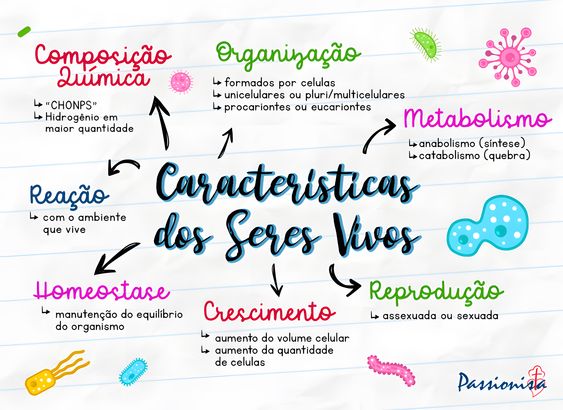 Composição
Química
↳ "CHONPS"
↳ Hidrogênio em
maior quantidade
Organização
↳ formados por celulas
↳ unicelulares ou pluri/multicelulares
↳ procariontes ou eucariontes
Metabolismo
↳ anabolismo (síntese)
↳ catabolismo (quebra)
Reação
↳ com o ambiente
que vive
Características
dos Seres Vivos
Homeostase
↳ manutenção do equilíbrio
do organismo
Crescimento
↳ aumento do volume celular
↳ aumento da quantidade
de celulas
Reprodução
↳ assexuada ou sexuada
Passionista